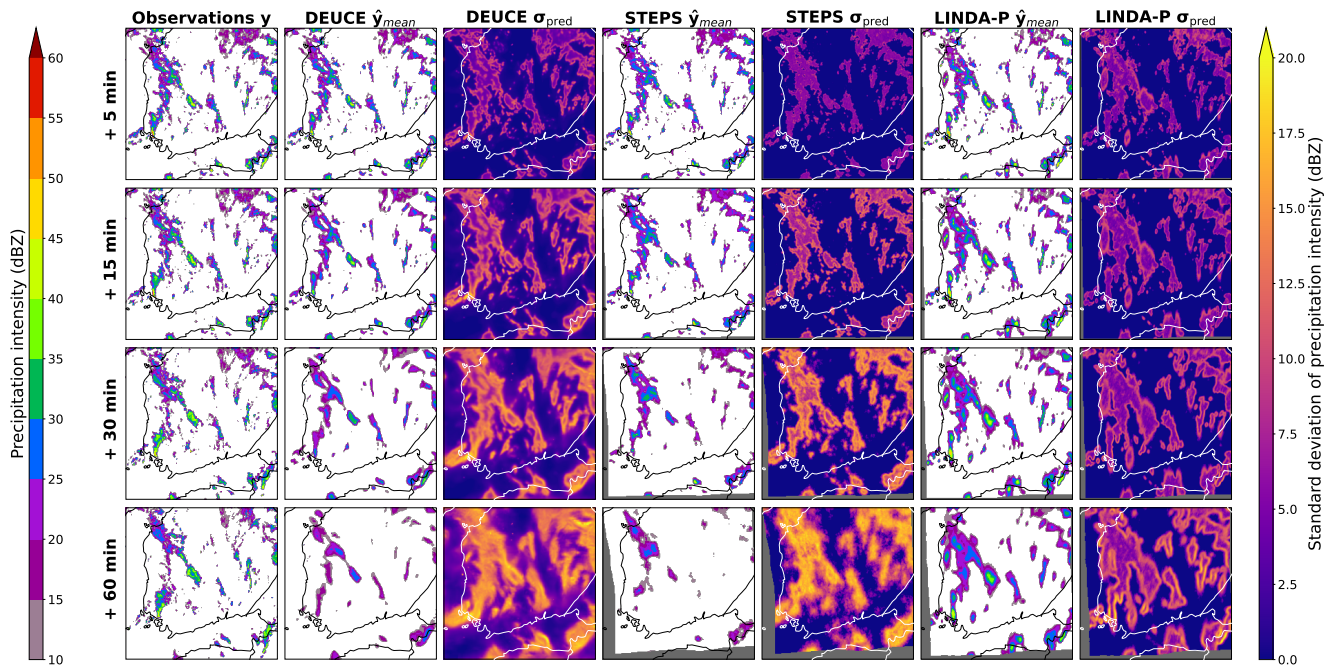 Observations y
DEUCE ŷmean
DEUCE σpred
STEPS ŷmean
STEPS σpred
LINDA-P ŷmean
LINDA-P σpred
Precipitation intensity (dBZ)
60
55
50
45
40
35
30
25
20
15
10
+ 5 min
+ 15 min
+ 30 min
+ 60 min
20.0
17.5
15.0
12.5
10.0
7.5
5.0
2.5
0.0
Standard deviation of precipitation intensity (dBZ)